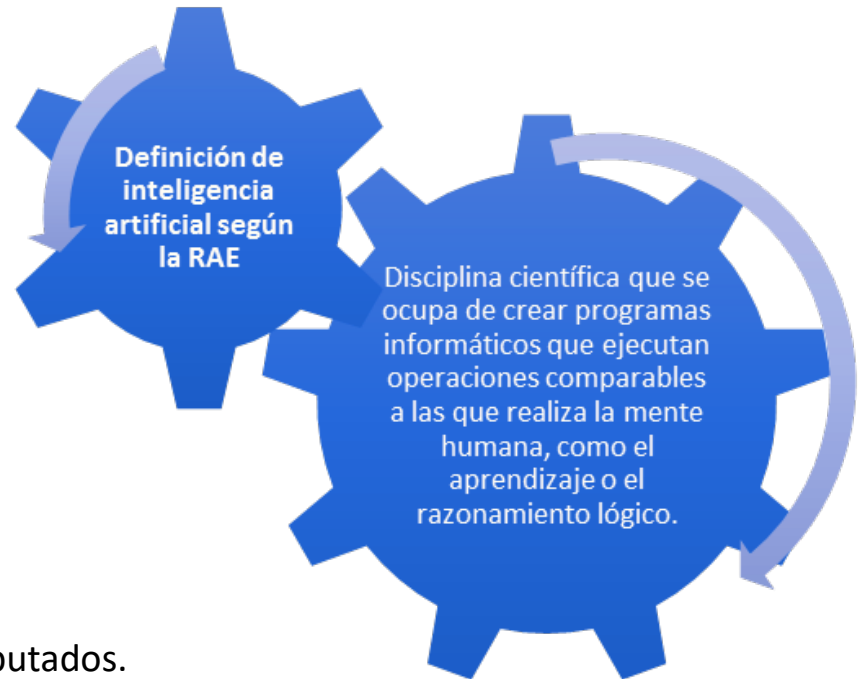 Definición de
inteligencia
artificial según
la RAE
Disciplina científica que se
ocupa de crear programas
informáticos que ejecutan
operaciones comparables
a las que realiza la mente
humana, como el
aprendizaje o el
razonamiento lógico.
putados.